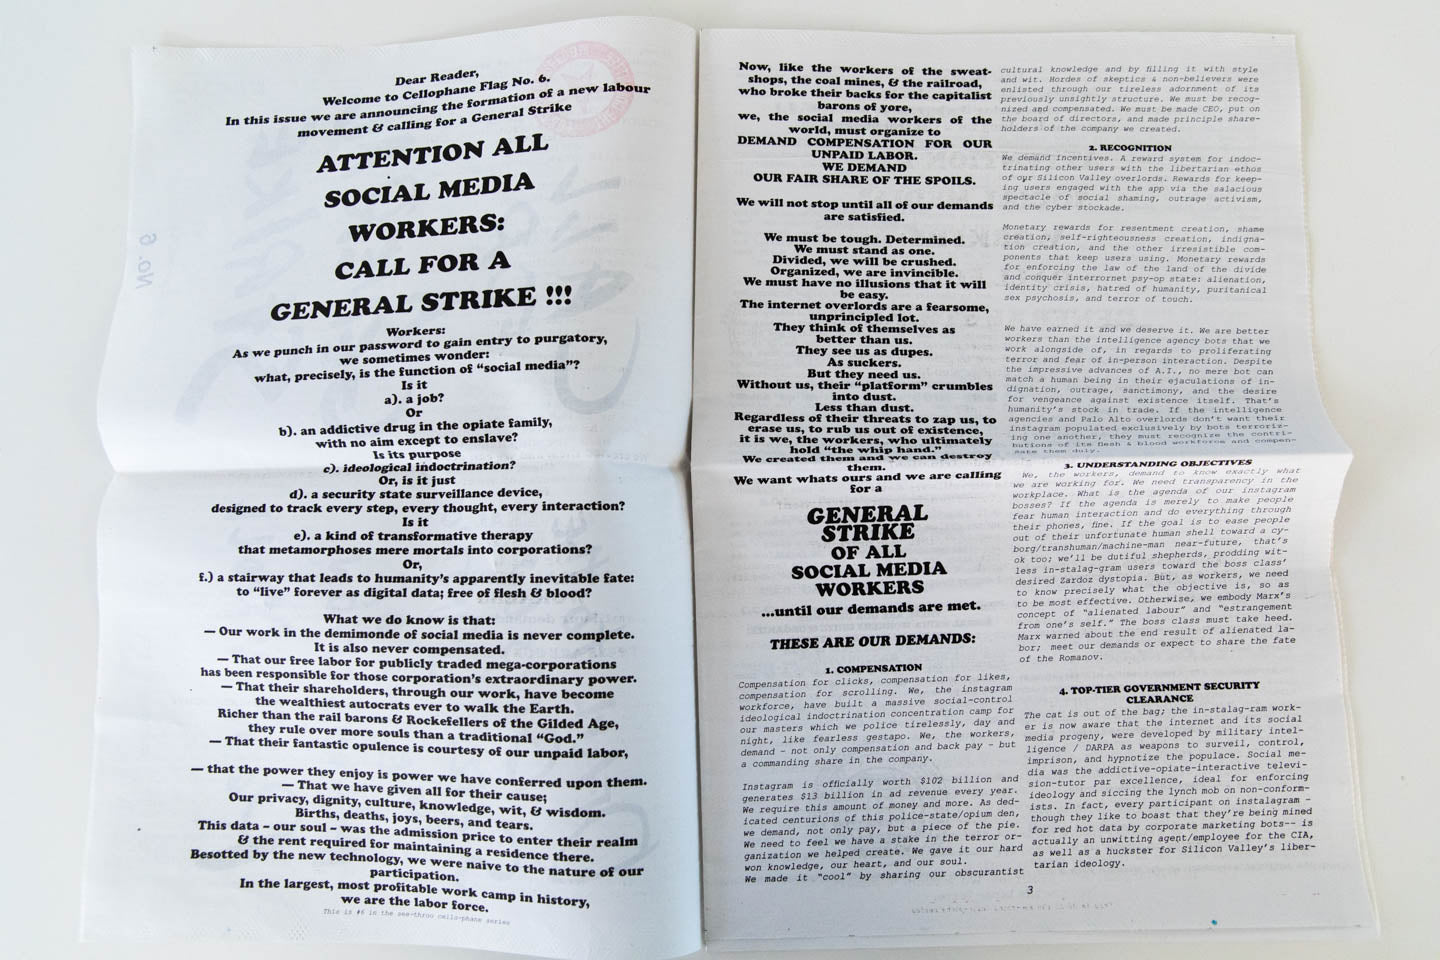 Dear Reader,
Welcome to Cellophane Flag No. 6.
In this issue we are announcing the formation of a new labour
movement & calling for a General Strike
ATTENTION ALL
SOCIAL MEDIA
WORKERS:
CALL FOR A
GENERAL STRIKE !!!
Workers:
As we punch in our password to gain entry to purgatory,
we sometimes wonder:
what, precisely, is the function of “social media”?
Is it
a). a job?
Or
b). an addictive drug in the opiate family,
with no aim except to enslave?
Is its purpose
c). ideological indoctrination?
Or, is it just
d). a security state surveillance device,
designed to track every step, every thought, every interaction?
Is it
e). a kind of transformative therapy
that metamorphoses mere mortals into corporations?
Or,
f.) a stairway that leads to humanity’s apparently inevitable fate:
to “live” forever as digital data; free of flesh & blood?
What we do know is that:
— Our work in the demimonde of social media is never complete.
It is also never compensated.
— That our free labor for publicly traded mega-corporations
has been responsible for those corporation’s extraordinary power.
— That their shareholders, through our work, have become
the wealthiest autocrats ever to walk the Earth.
Richer than the rail barons & Rockefellers of the Gilded Age,
they rule over more souls than a traditional “God.”
— That their fantastic opulence is courtesy of our unpaid labor,
— that the power they enjoy is power we have conferred upon them.
— That we have given all for their cause;
Our privacy, dignity, culture, knowledge, wit, & wisdom.
Births, deaths, joys, beers, and tears.
This data – our soul – was the admission price to enter their realm
& the rent required for maintaining a residence there.
Besotted by the new technology, we were naive to the nature of our
participation.
In the largest, most profitable work camp in history,
we are the labor force.
This is #6 in the see-throo cello-phane series
No. 6
Now, like the workers of the sweat-
shops, the coal mines, & the railroad,
who broke their backs for the capitalist
barons of yore,
we, the social media workers of the
world, must organize to
DEMAND COMPENSATION FOR OUR
UNPAID LABOR.
WE DEMAND
OUR FAIR SHARE OF THE SPOILS.
We will not stop until all of our demands
are satisfied.
We must be tough. Determined.
We must stand as one.
Divided, we will be crushed.
Organized, we are invincible.
We must have no illusions that it will
be easy.
The internet overlords are a fearsome,
unprincipled lot.
They think of themselves as
better than us.
They see us as dupes.
As suckers.
But they need us.
Without us, their “platform” crumbles
into dust.
Less than dust.
Regardless of their threats to zap us, to
erase us, to rub us out of existence,
it is we, the workers, who ultimately
hold “the whip hand.”
We created them and we can destroy
them.
We want whats ours and we are calling
for a
GENERAL
STRIKE
OF ALL
SOCIAL MEDIA
WORKERS
...until our demands are met.
THESE ARE OUR DEMANDS:
1. COMPENSATION
Compensation for clicks, compensation for likes,
compensation for scrolling. We, the instagram
workforce, have built a massive social-control
ideological indoctrination concentration camp for
our masters which we police tirelessly, day and
night, like fearless gestapo. We, the workers,
demand - not only compensation and back pay - but
a commanding share in the company.
Instagram is officially worth $102 billion and
generates $13 billion in ad revenue every year.
We require this amount of money and more. As ded-
icated centurions of this police-state/opium den,
we demand, not only pay, but a piece of the pie.
We need to feel we have a stake in the terror or-
ganization we helped create. We gave it our hard
won knowledge, our heart, and our soul.
We made it “cool” by sharing our obscurantist
cultural knowledge and by filling it with style
and wit. Hordes of skeptics & non-believers were
enlisted through our tireless adornment of its
previously unsightly structure. We must be recog-
nized and compensated. We must be made CEO, put on
the board of directors, and made principle share-
holders of the company we created.
2. RECOGNITION
We demand incentives. A reward system for indoc-
trinating other users with the libertarian ethos
of our Silicon Valley overlords. Rewards for keep-
ing users engaged with the app via the salacious
spectacle of social shaming, outrage activism,
and the cyber stockade.
Monetary rewards for resentment creation, shame
creation, self-righteousness creation, indigna-
tion creation, and the other irresistible com-
ponents that keep users using. Monetary rewards
for enforcing the law of the land of the divide
and conquer interrornet psy-op state: alienation,
identity crisis, hatred of humanity, puritanical
sex psychosis, and terror of touch.
We have earned it and we deserve it. We are better
workers than the intelligence agency bots that we
work alongside of, in regards to proliferating
terror and fear of in-person interaction. Despite
the impressive advances of A.I., no mere bot can
match a human being in their ejaculations of in-
dignation, outrage, sanctimony, and the desire
for vengeance against existence itself. That’s
humanity’s stock in trade. If the intelligence
agencies and Palo Alto overlords don’t want their
instagram populated exclusively by bots terroriz-
ing one another, they must recognize the contri-
butions of its flesh & blood workforce and compen-
sate them duly.
3. UNDERSTANDING OBJECTIVES
We, the workers, demand to know exactly what
we are working for. We need transparency in the
workplace. What is the agenda of our instagram
bosses? If the agenda is merely to make people
fear human interaction and do everything through
their phones, fine. If the goal is to ease people
out of their unfortunate human shell toward a cy-
borg/transhuman/machine-man near-future, that’s
ok too; we’ll be dutiful shepherds, prodding wit-
less in-stalag-gram users toward the boss class’
desired Zardoz dystopia. But, as workers, we need
to know precisely what the objective is, so as
to be most effective. Otherwise, we embody Marx’s
concept of “alienated labour” and “estrangement
from one’s self.” The boss class must take heed.
Marx warned about the end result of alienated la-
bor; meet our demands or expect to share the fate
of the Romanov.
4. TOP-TIER GOVERNMENT SECURITY
CLEARANCE
The cat is out of the bag; the in-stalag-ram work-
er is now aware that the internet and its social
media progeny, were developed by military intel-
ligence / DARPA as weapons to surveil, control,
imprison, and hypnotize the populace. Social me-
dia was the addictive-opiate-interactive televi-
sion-tutor par excellence, ideal for enforcing
ideology and siccing the lynch mob on non-conform-
ists. In fact, every participant on instalagram -
though they like to boast that they’re being mined
for red hot data by corporate marketing bots-- is
actually an unwitting agent/employee for the CIA,
as well as a huckster for Silicon Valley’s liber-
tarian ideology.
3